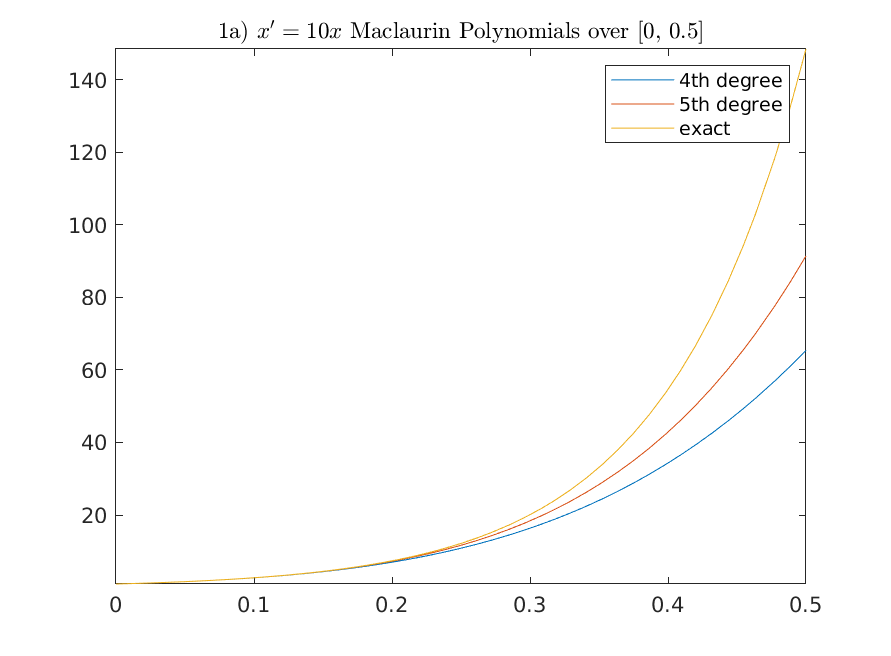 1a) x′ = 10x Maclaurin Polynomials over [0, 0.5]
4th degree
5th degree
exact
140
120
100
80
60
40
20
0 0.1 0.2 0.3 0.4 0.5